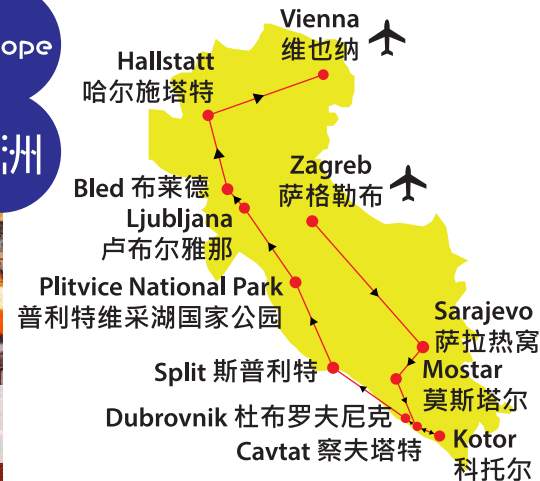 ope
洲
Vienna
维也纳
Hallstatt
哈尔施塔特
Zagreb
萨格勒布
Bled 布莱德
Ljubljana
卢布尔雅那
Plitvice National Park
普利特维采湖国家公园
Sarajevo
萨拉热窝
Split 斯普利特
Mostar
莫斯塔尔
Dubrovnik 杜布罗夫尼克
Cavtat 察夫塔特
Kotor
科托尔